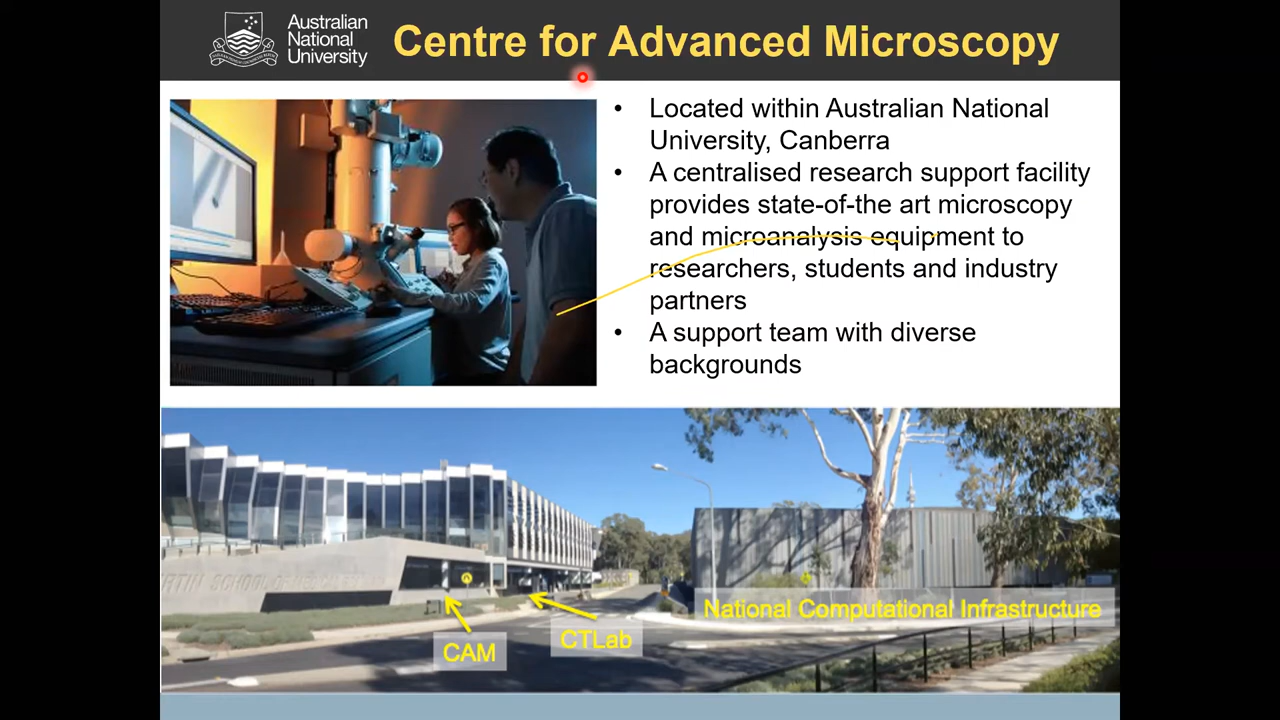 Australian
National
University
Centre for Advanced Microscopy
• Located within Australian National
University, Canberra
• A centralised research support facility
provides state-of-the art microscopy
and microanalysis equipment to
researchers, students and industry
partners
• A support team with diverse
backgrounds
SCHOOL OF
National Computational Infrastructure
CTLab
CAM